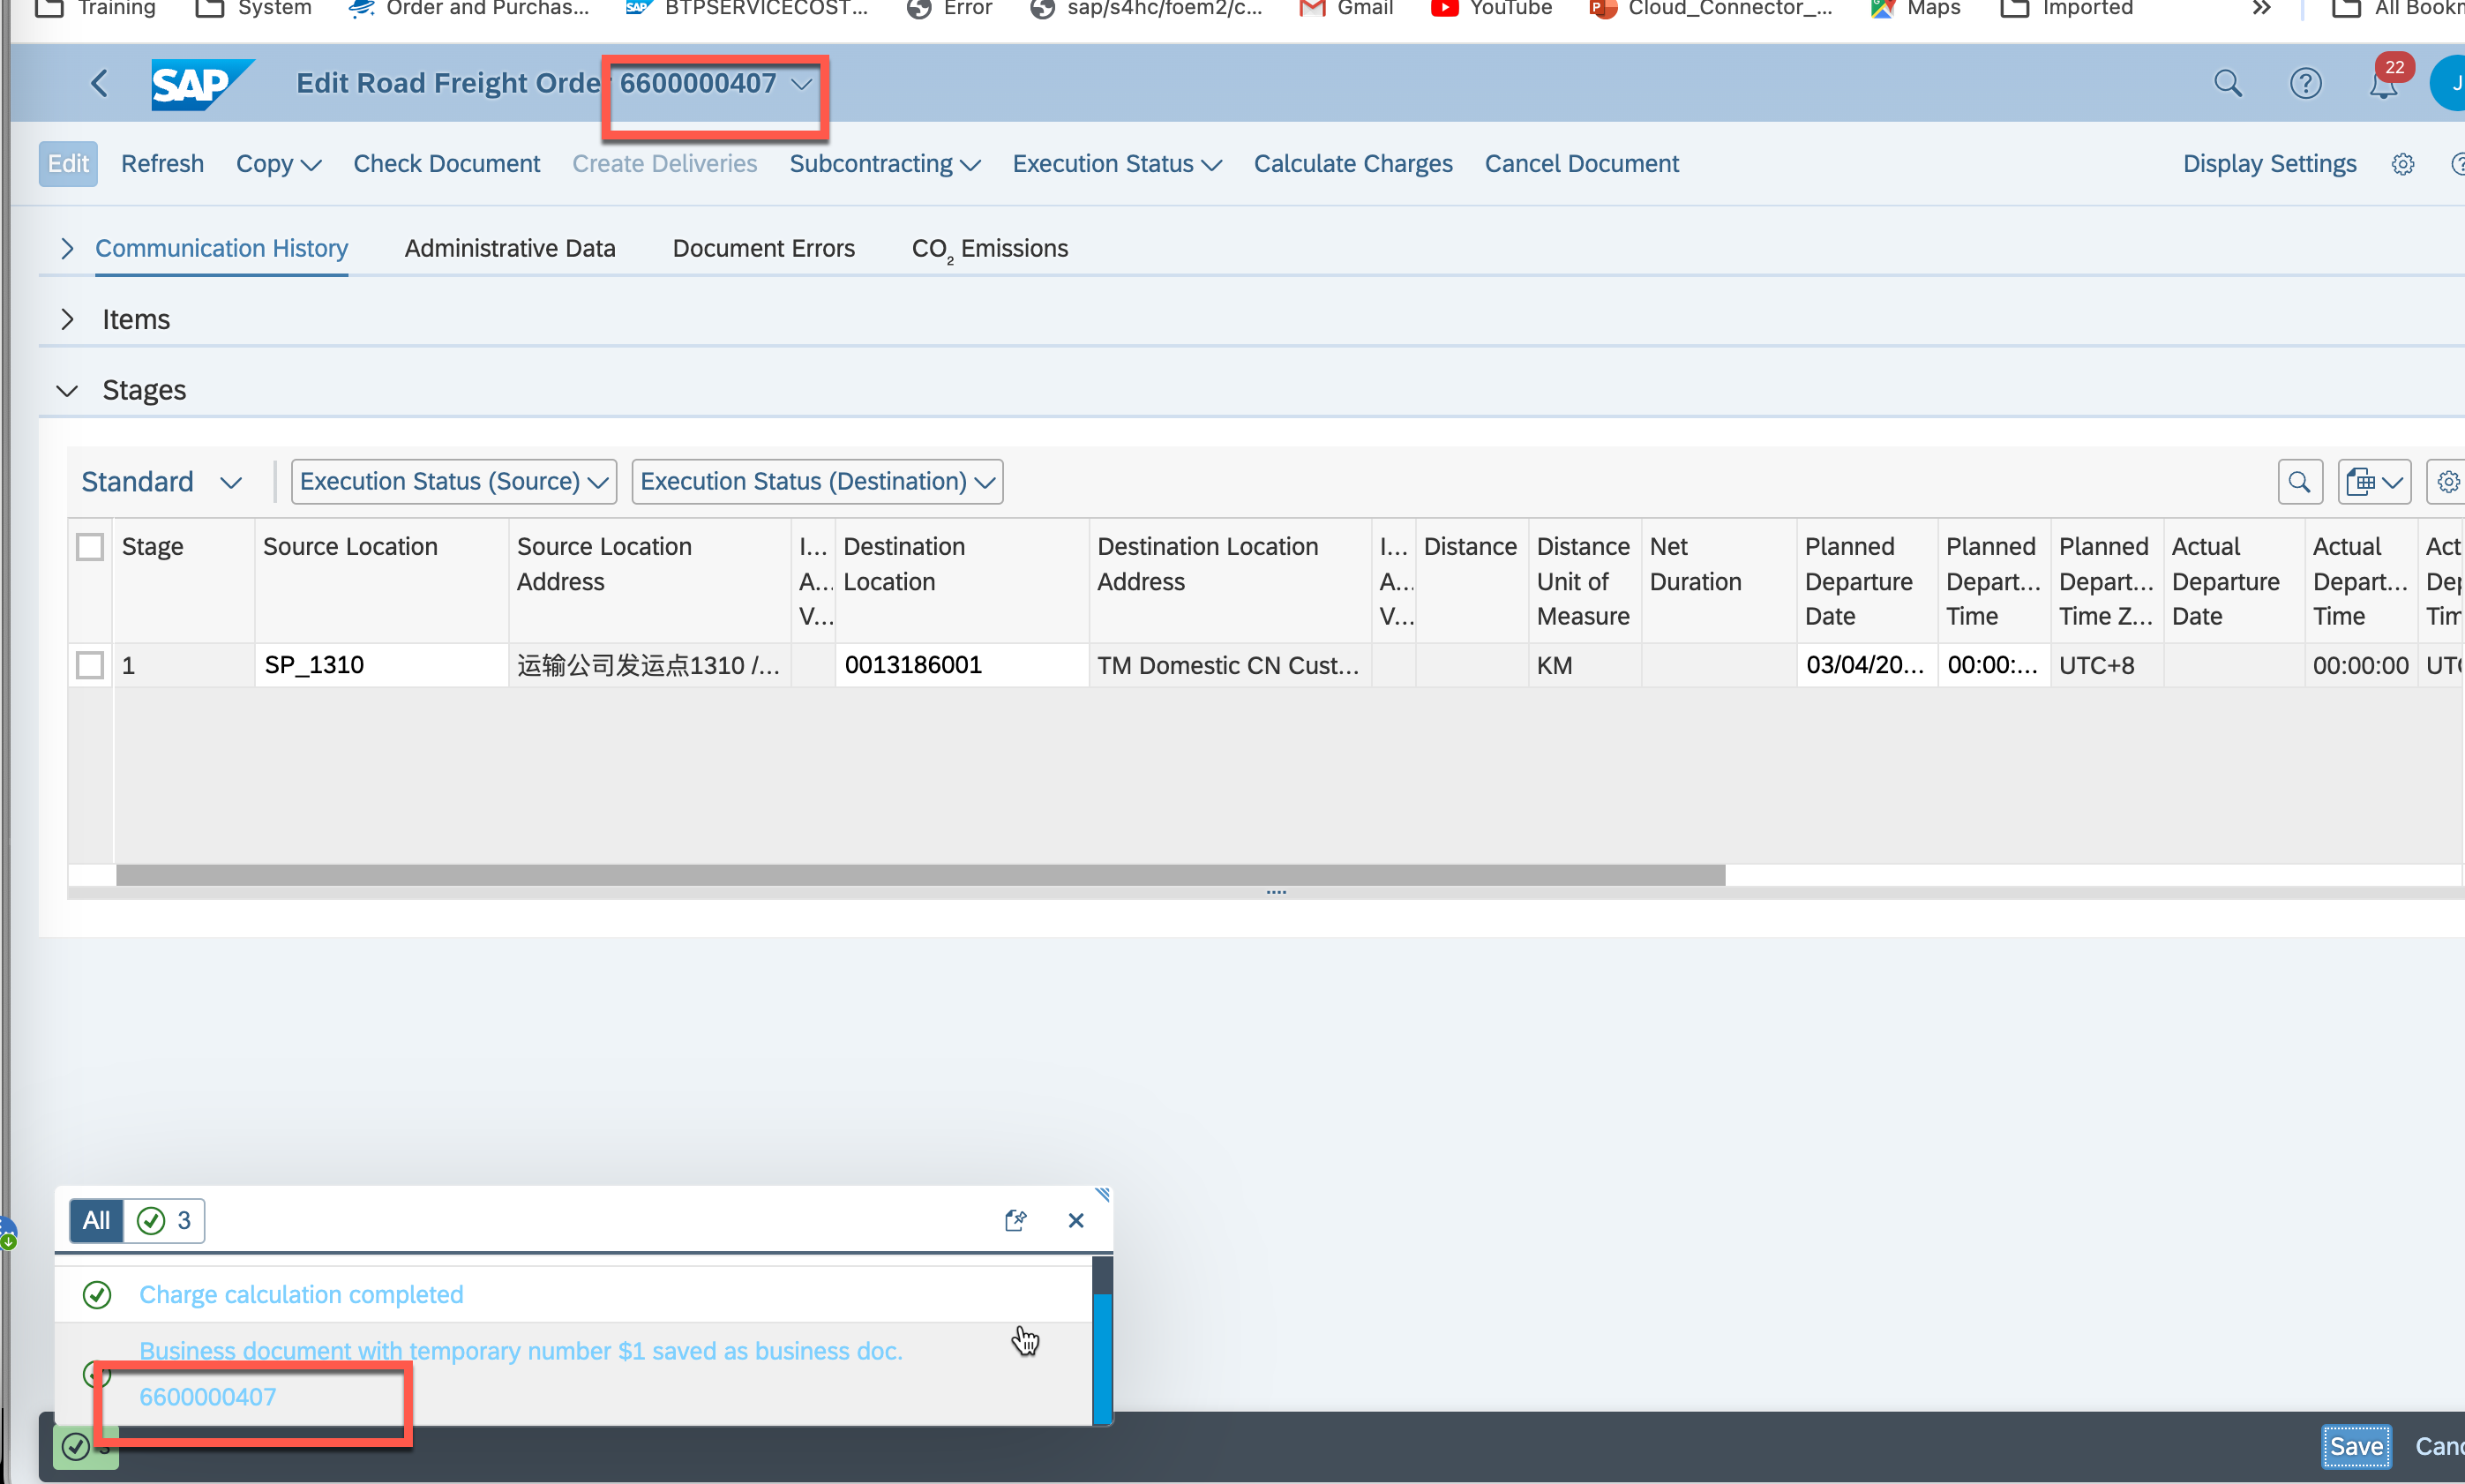 Training System Order and Purchas... BTPSERVICECOST... Error sap/s4hc/foem2/c... Gmail YouTube Cloud_Connector_... Maps Imported All
SAP Edit Road Freight Order 6600000407 22 J
Edit Refresh Copy Check Document Create Deliveries Subcontracting Execution Status Calculate Charges Cancel Document Display Settings
Communication History Administrative Data Document Errors CO2 Emissions
Items
Stages
Standard Execution Status (Source) Execution Status (Destination)
Stage Source Location Source Location I... Destination Destination Location I... Distance Distance Net Planned Planned Planned Actual Actual Act
Address A... Location Address A... Unit of Duration Departure Depart... Depart... Departure Depart...
V... V... Measure Date Time Time Z... Date Time
1 SP_1310 运输公司发运点1310 /... 0013186001 TM Domestic CN Cust... KM 03/04/20... 00:00:... UTC+8 00:00:00
All 3
Charge calculation completed
Business document with temporary number $1 saved as business doc.
6600000407
3 Save